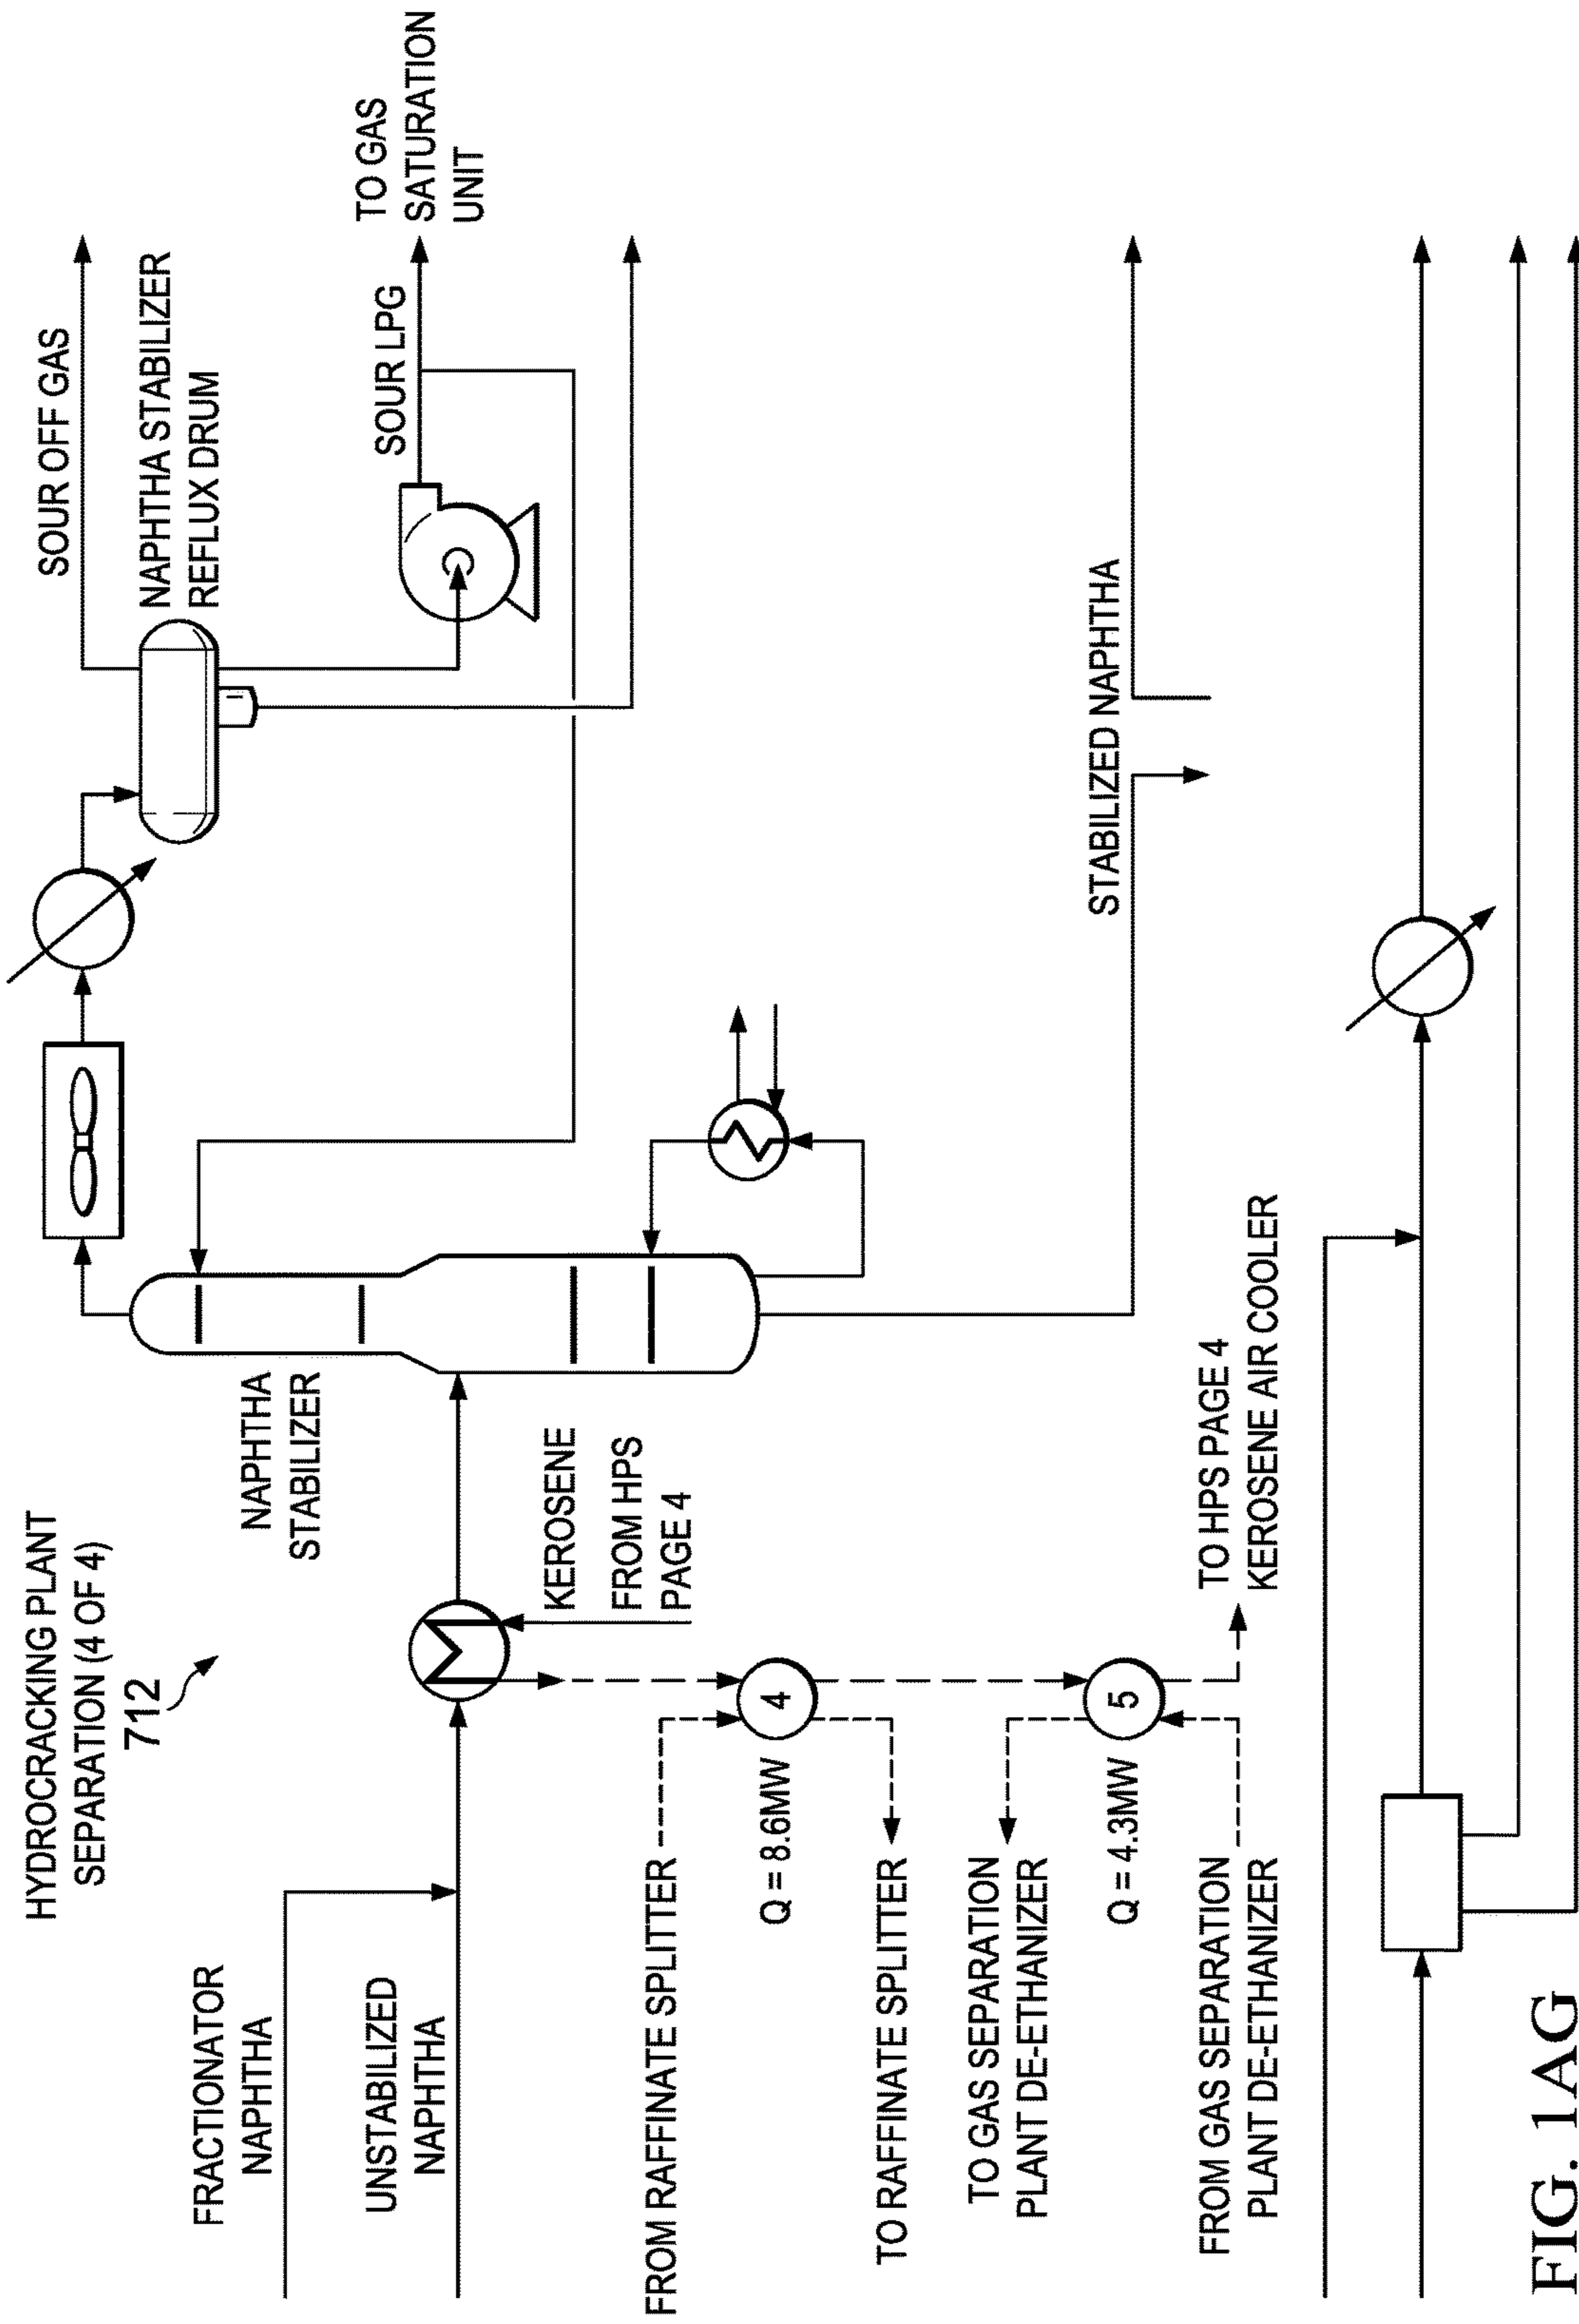 HYDROCRACKING PLANT
SEPARATION (4 OF 4)
712
FRACTIONATOR
NAPHTHA
UNSTABILIZED
NAPHTHA
NAPHTHA
STABILIZER
SOUR OFF GAS
NAPHTHA STABILIZER
REFLUX DRUM
SOUR LPG
TO GAS
SATURATION
UNIT
KEROSENE
FROM HPS
PAGE 4
FROM RAFFINATE SPLITTER
4
Q = 8.6MW
TO RAFFINATE SPLITTER
TO GAS SEPARATION
PLANT DE-ETHANIZER
5
Q = 4.3MW
FROM GAS SEPARATION
PLANT DE-ETHANIZER
TO HPS PAGE 4
KEROSENE AIR COOLER
STABILIZED NAPHTHA
FIG. 1AG